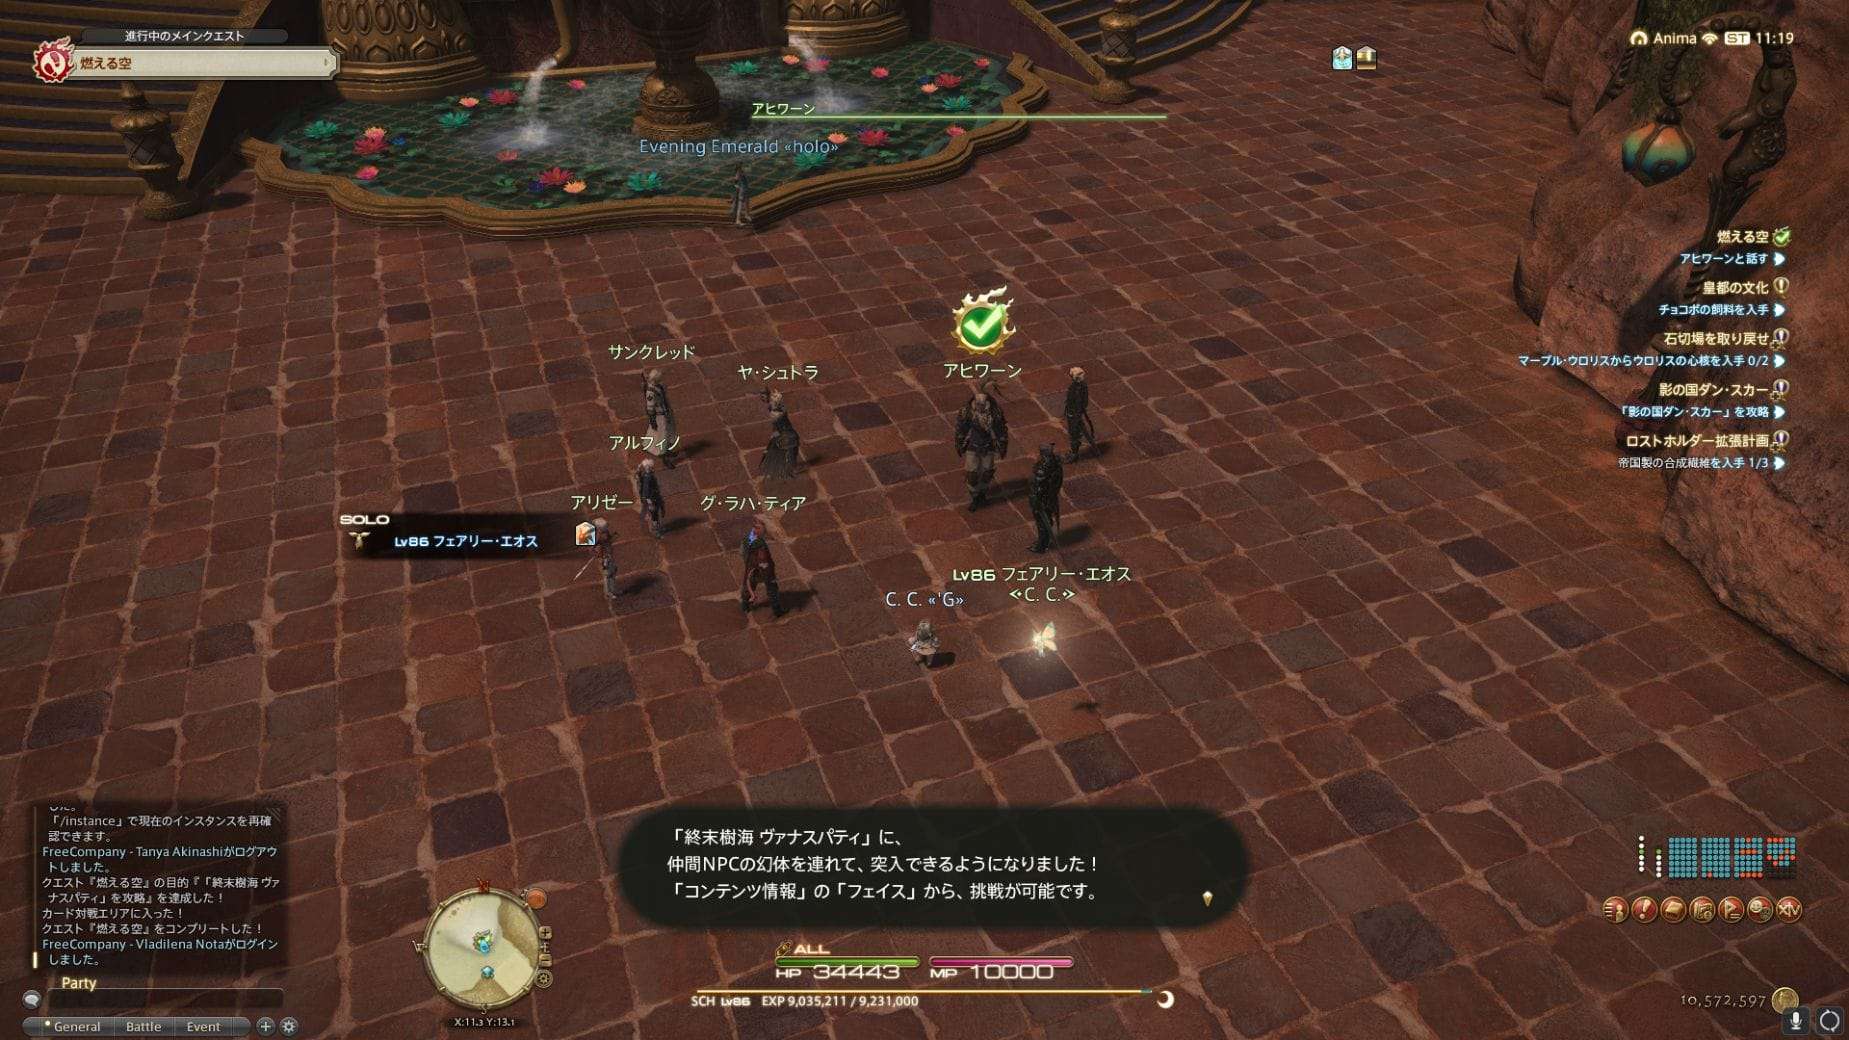 進行中のメインクエスト
燃える空
Anima ST 11:19
アヒワーン
Evening Emerald «holo»
燃える空
アヒワーンと話す
皇都の文化
チョコボの飼料を入手
石切場を取り戻せ
マーブル・ウロリスからウロリスの心核を入手 0/2
影の国ダン・スカー
「影の国ダン・スカー」を攻略
ロストホルダー拡張計画
帝国製の合成繊維を入手 1/3
サンクレッド
ヤ・シュトラ
アヒワーン
アルフィノ
アリゼー
グ・ラハ・ティア
SOLO
Lv86 フェアリー・エオス
Lv86 フェアリー・エオス
C. C.
C. C. «'G»
した。
「/instance」で現在のインスタンスを再確
認できます。
FreeCompany - Tanya Akinashiがログアウ
トしました。
クエスト『燃える空』の目的『「終末樹海 ヴァ
ナスパティ」を攻略』を達成した！
カード対戦エリアに入った！
クエスト『燃える空』をコンプリートした！
FreeCompany - Vladilena Notaがログイン
しました。
Party
General Battle Event
「終末樹海 ヴァナスパティ」に、
仲間NPCの幻体を連れて、突入できるようになりました！
「コンテンツ情報」の「フェイス」から、挑戦が可能です。
ALL
HP 34443 MP 10000
SCH Lv86 EXP 9,035,211 / 9,231,000
X:11.3 Y:13.1
XIV
10,572,597